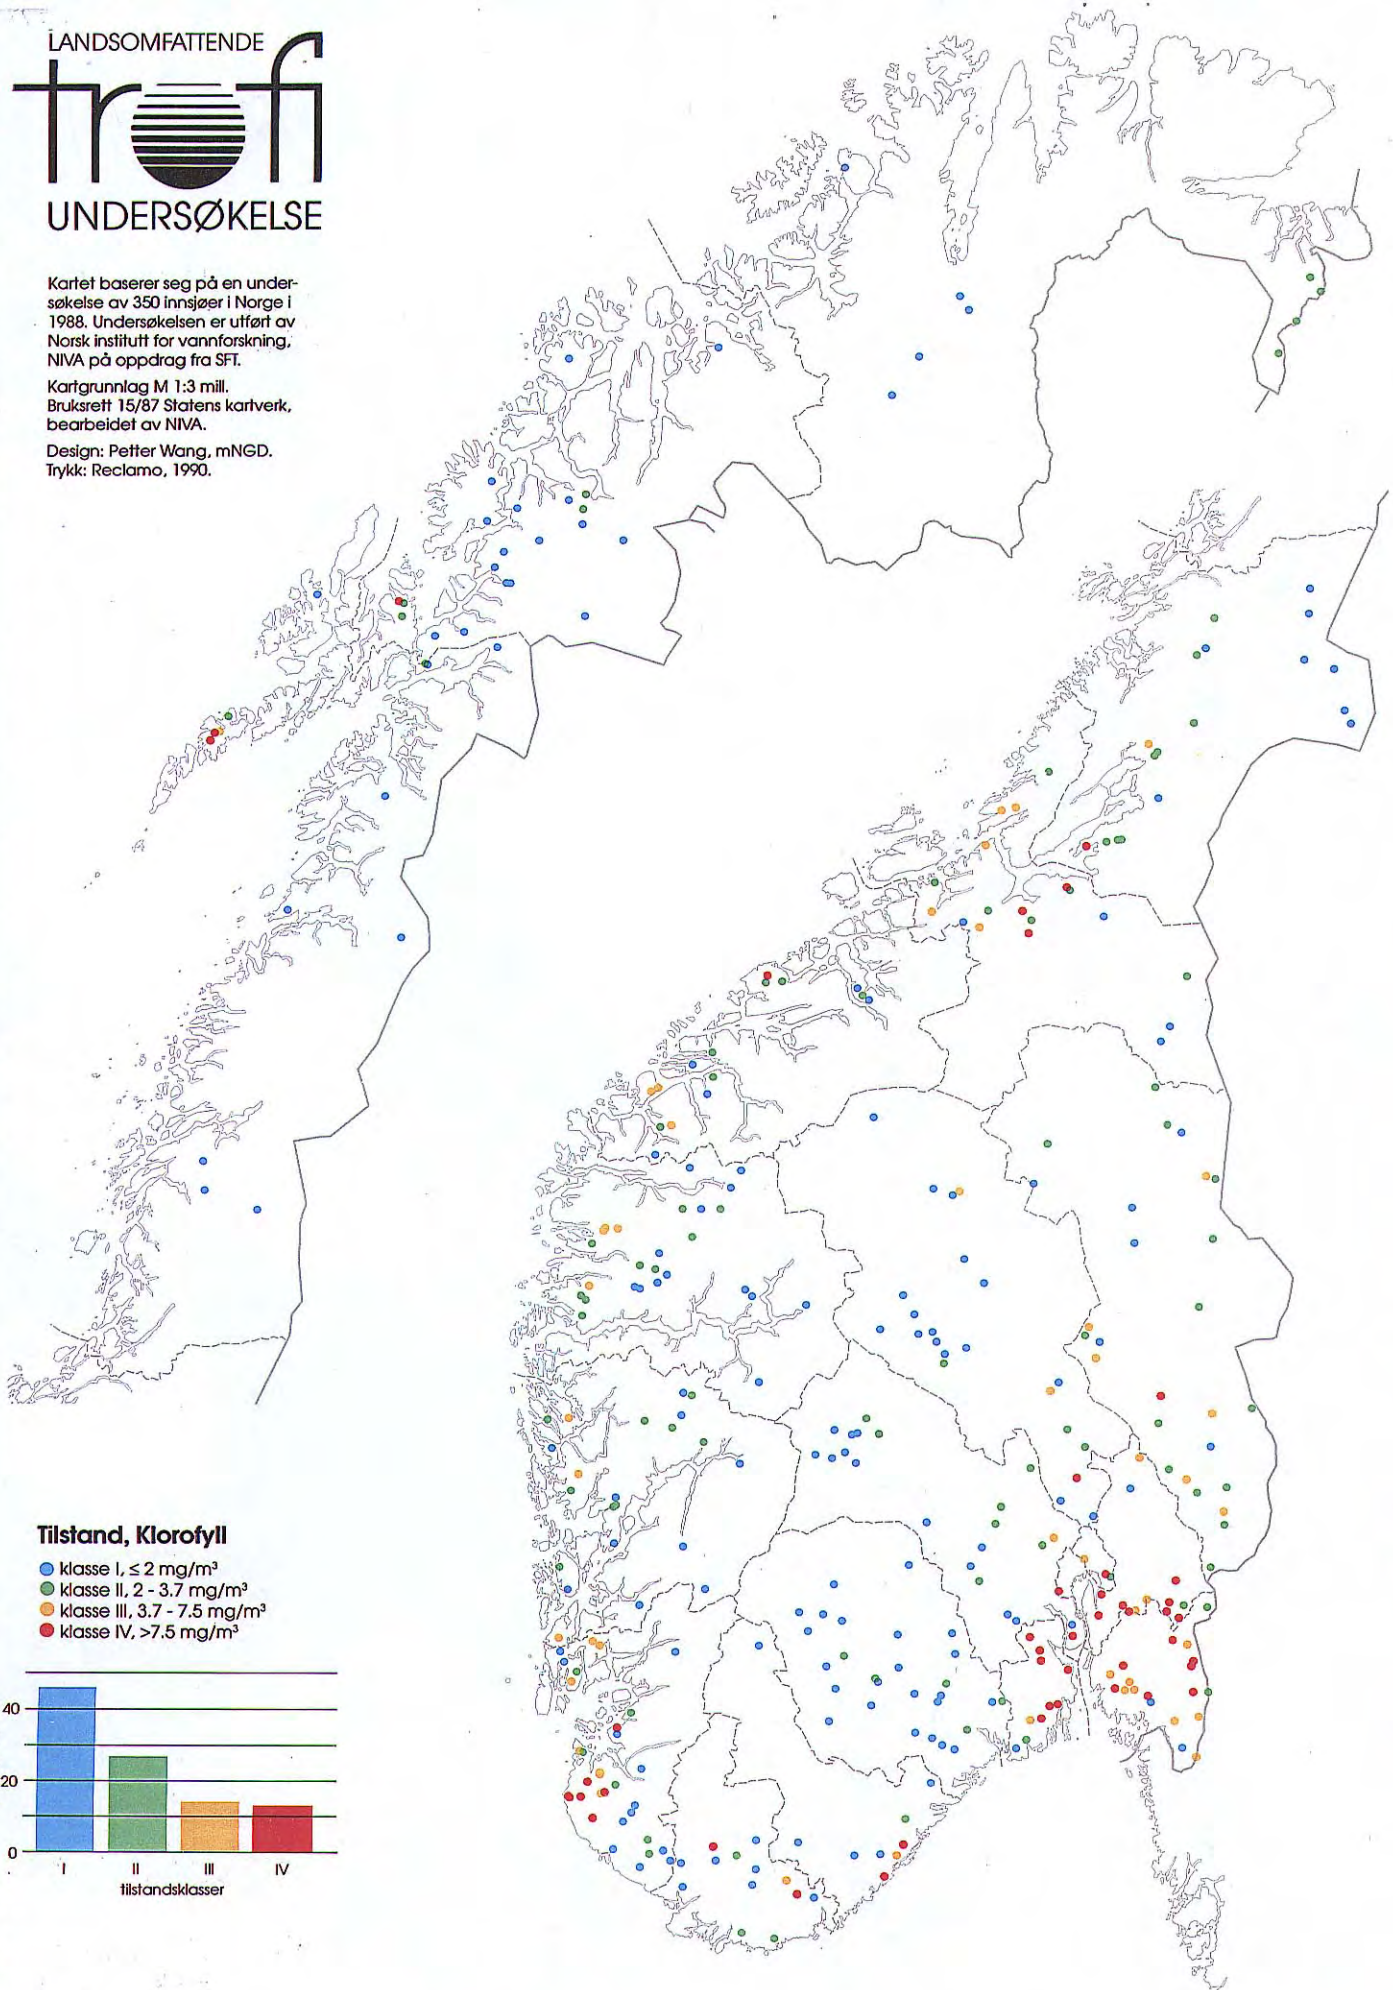 LANDSOMFATTENDE
trofi
UNDERSØKELSE
Kartet baserer seg på en under-
søkelse av 350 innsjøer i Norge i
1988. Undersøkelsen er utført av
Norsk institutt for vannforskning,
NIVA på oppdrag fra SFT.
Kartgrunnlag M 1:3 mill.
Bruksrett 15/87 Statens kartverk,
bearbeidet av NIVA.
Design: Petter Wang, mNGD.
Trykk: Reclamo, 1990.
Tilstand, Klorofyll
klasse I, ≤ 2 mg/m³
klasse II, 2 - 3.7 mg/m³
klasse III, 3.7 - 7.5 mg/m³
klasse IV, >7.5 mg/m³
40
20
0
I II III IV
tilstandsklasser